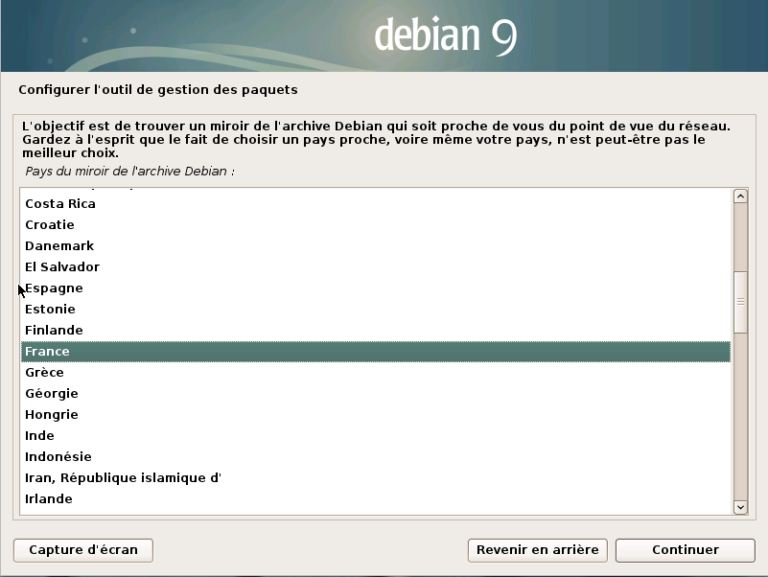 debian 9
Configurer l'outil de gestion des paquets
L'objectif est de trouver un miroir de l'archive Debian qui soit proche de vous du point de vue du réseau.
Gardez à l'esprit que le fait de choisir un pays proche, voire même votre pays, n'est peut-être pas le
meilleur choix.
Pays du miroir de l'archive Debian :
Costa Rica
Croatie
Danemark
El Salvador
Espagne
Estonie
Finlande
France
Grèce
Géorgie
Hongrie
Inde
Indonésie
Iran, République islamique d'
Irlande
Capture d'écran
Revenir en arrière
Continuer